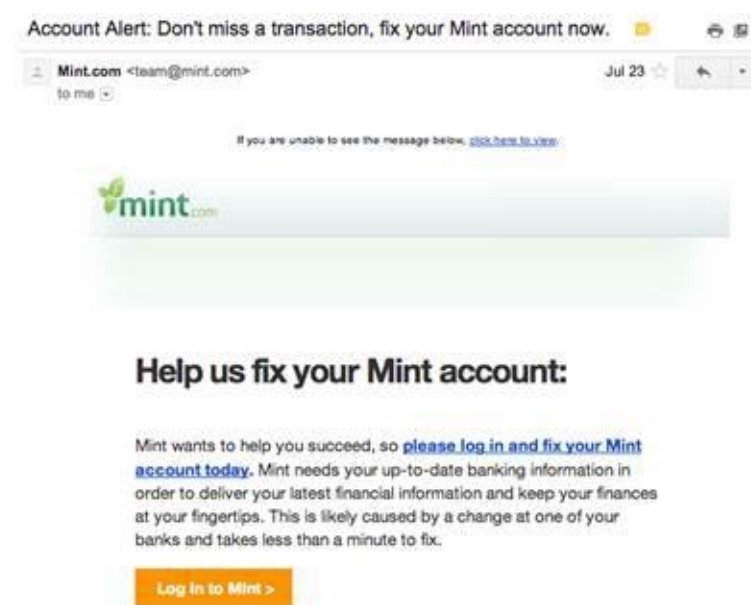 Account Alert: Don't miss a transaction, fix your Mint account now.
Mint.com <team@mint.com>
Jul 23
to me
If you are unable to see the message below, click here to view.
mint.com
Help us fix your Mint account:
Mint wants to help you succeed, so please log in and fix your Mint
account today. Mint needs your up-to-date banking information in
order to deliver your latest financial information and keep your finances
at your fingertips. This is likely caused by a change at one of your
banks and takes less than a minute to fix.
Log in to Mint >